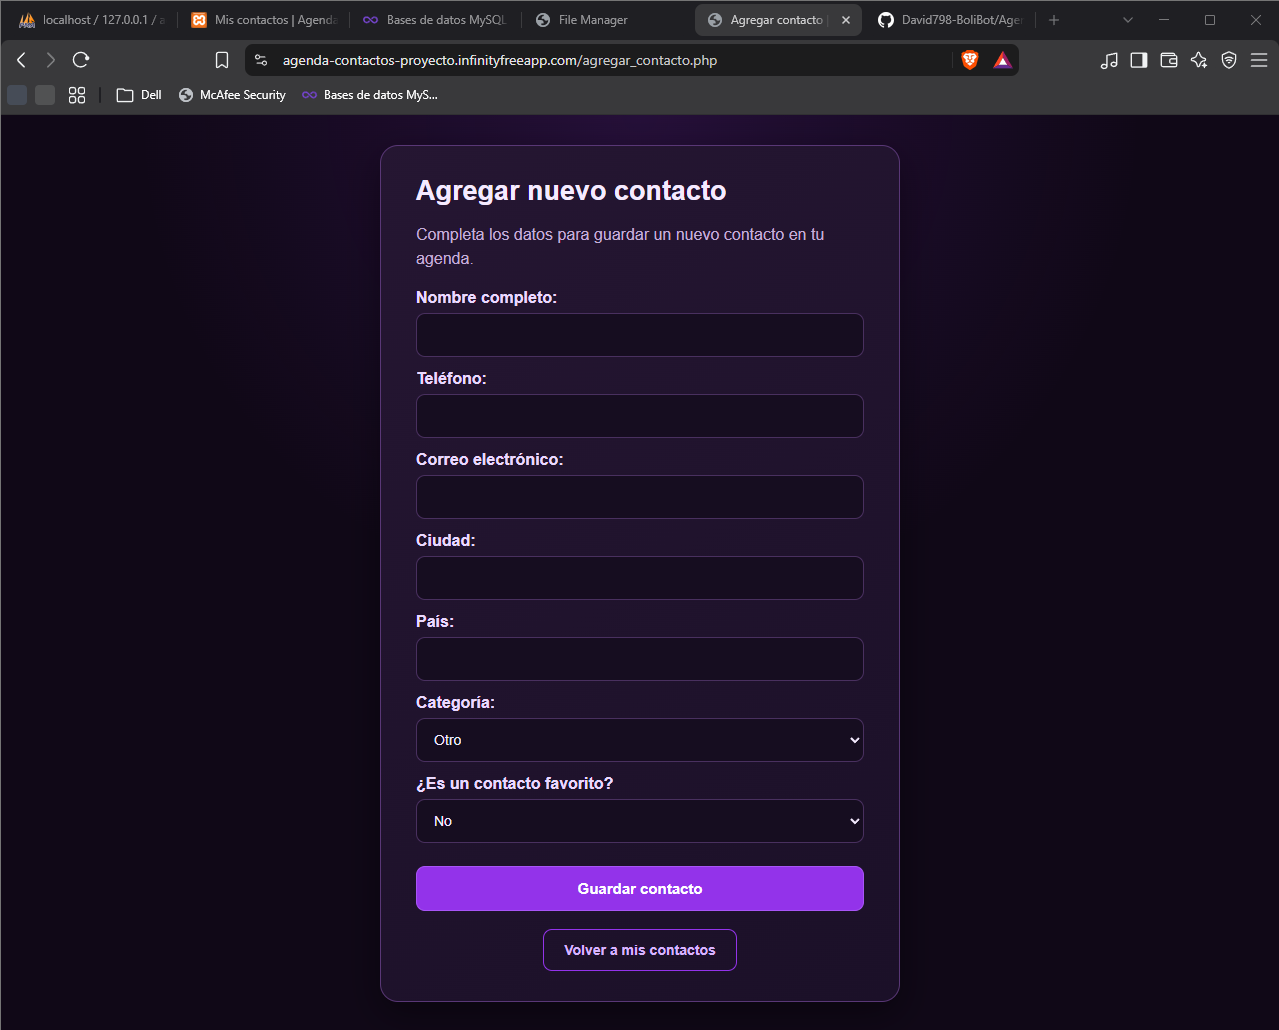 localhost / 127.0.0.1 / a
Mis contactos | Agenda
Bases de datos MySQL
File Manager
Agregar contacto |
David798-BoliBot/Agen
agenda-contactos-proyecto.infinityfreeapp.com/agregar_contacto.php
Dell
McAfee Security
Bases de datos MyS...
Agregar nuevo contacto
Completa los datos para guardar un nuevo contacto en tu
agenda.
Nombre completo:
Teléfono:
Correo electrónico:
Ciudad:
País:
Categoría:
Otro
¿Es un contacto favorito?
No
Guardar contacto
Volver a mis contactos